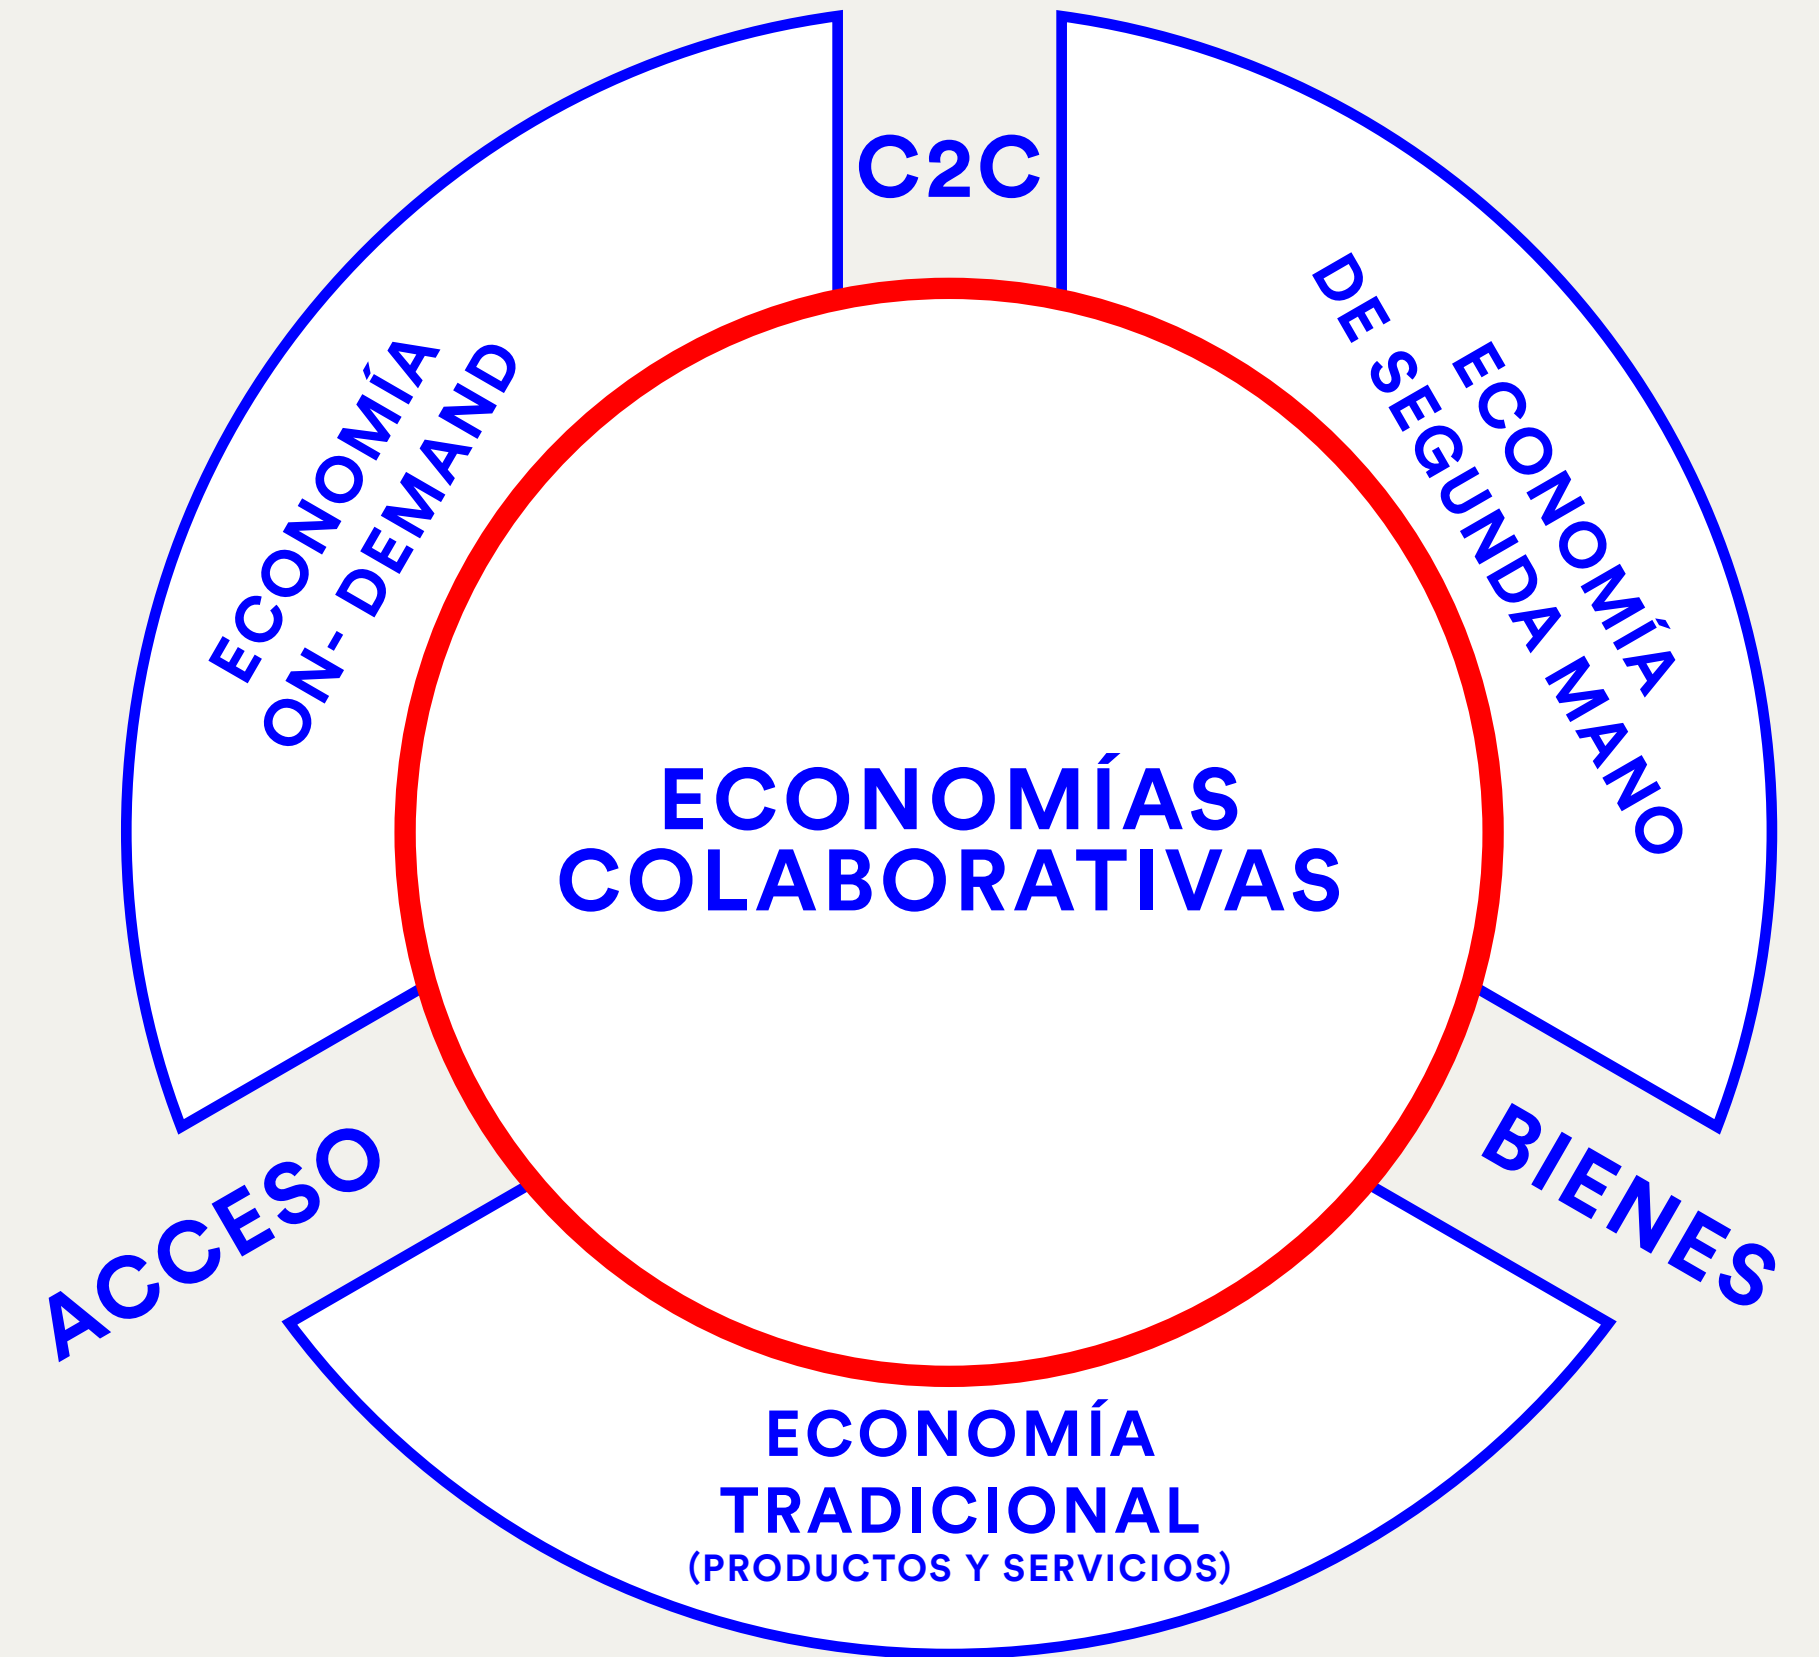 C2C
ECONOMÍA
ON- DEMAND
ECONOMÍA
DE SEGUNDA MANO
ECONOMÍAS
COLABORATIVAS
ACCESO
BIENES
ECONOMÍA
TRADICIONAL
(PRODUCTOS Y SERVICIOS)